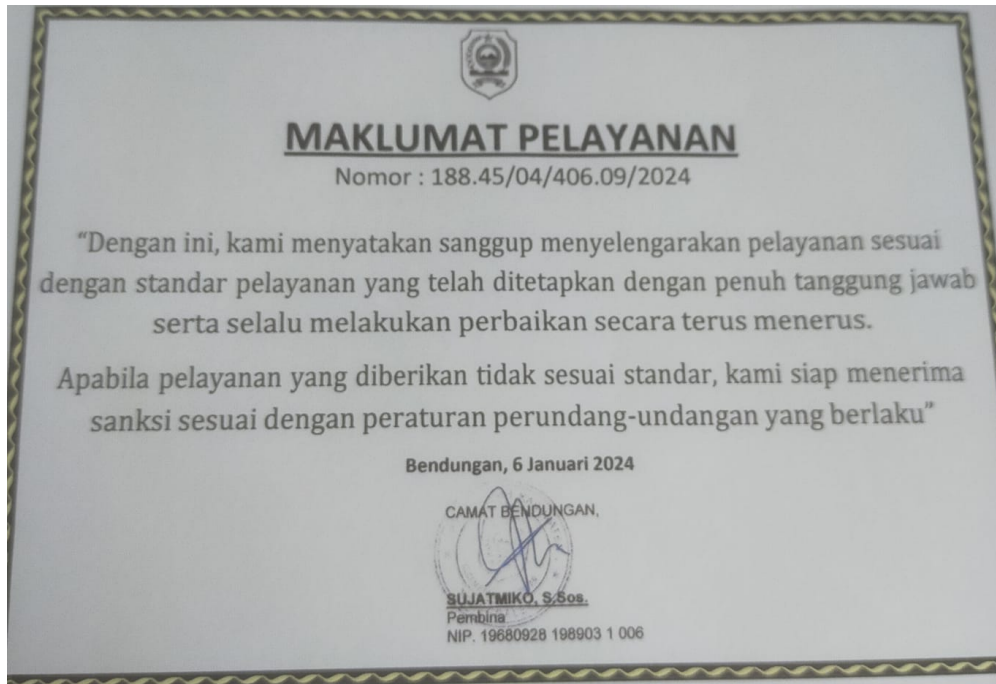 MAKLUMAT PELAYANAN
Nomor : 188.45/04/406.09/2024
“Dengan ini, kami menyatakan sanggup menyelengarakan pelayanan sesuai
dengan standar pelayanan yang telah ditetapkan dengan penuh tanggung jawab
serta selalu melakukan perbaikan secara terus menerus.
Apabila pelayanan yang diberikan tidak sesuai standar, kami siap menerima
sanksi sesuai dengan peraturan perundang-undangan yang berlaku”
Bendungan, 6 Januari 2024
CAMAT BENDUNGAN,
SUJATMIKO, S.Sos.
Pembina
NIP. 19680928 198903 1 006